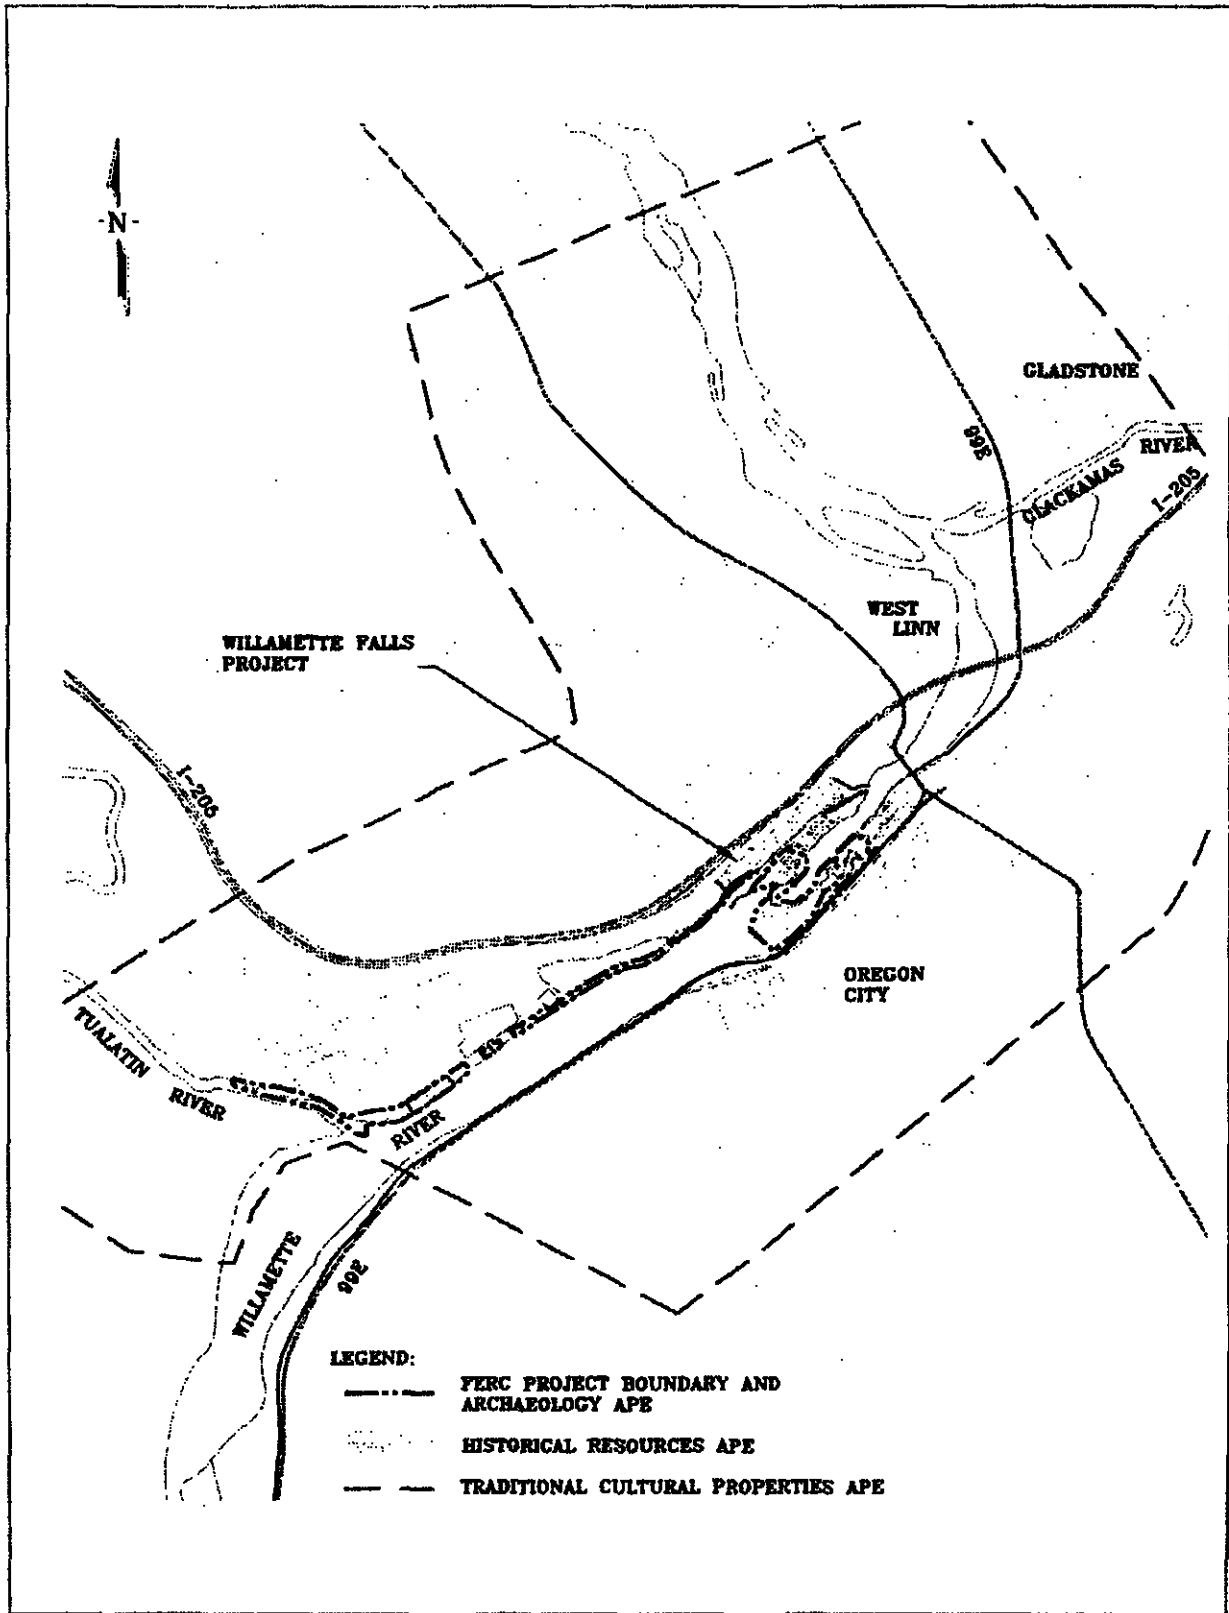 -N-
GLADSTONE
99E
RIVER
CLACKAMAS
I-205
WEST
LINN
WILLAMETTE FALLS
PROJECT
I-205
OREGON
CITY
TUALATIN
RIVER
RIVER
WILLAMETTE
99E
LEGEND:
FERC PROJECT BOUNDARY AND
ARCHAEOLOGY APE
HISTORICAL RESOURCES APE
TRADITIONAL CULTURAL PROPERTIES APE